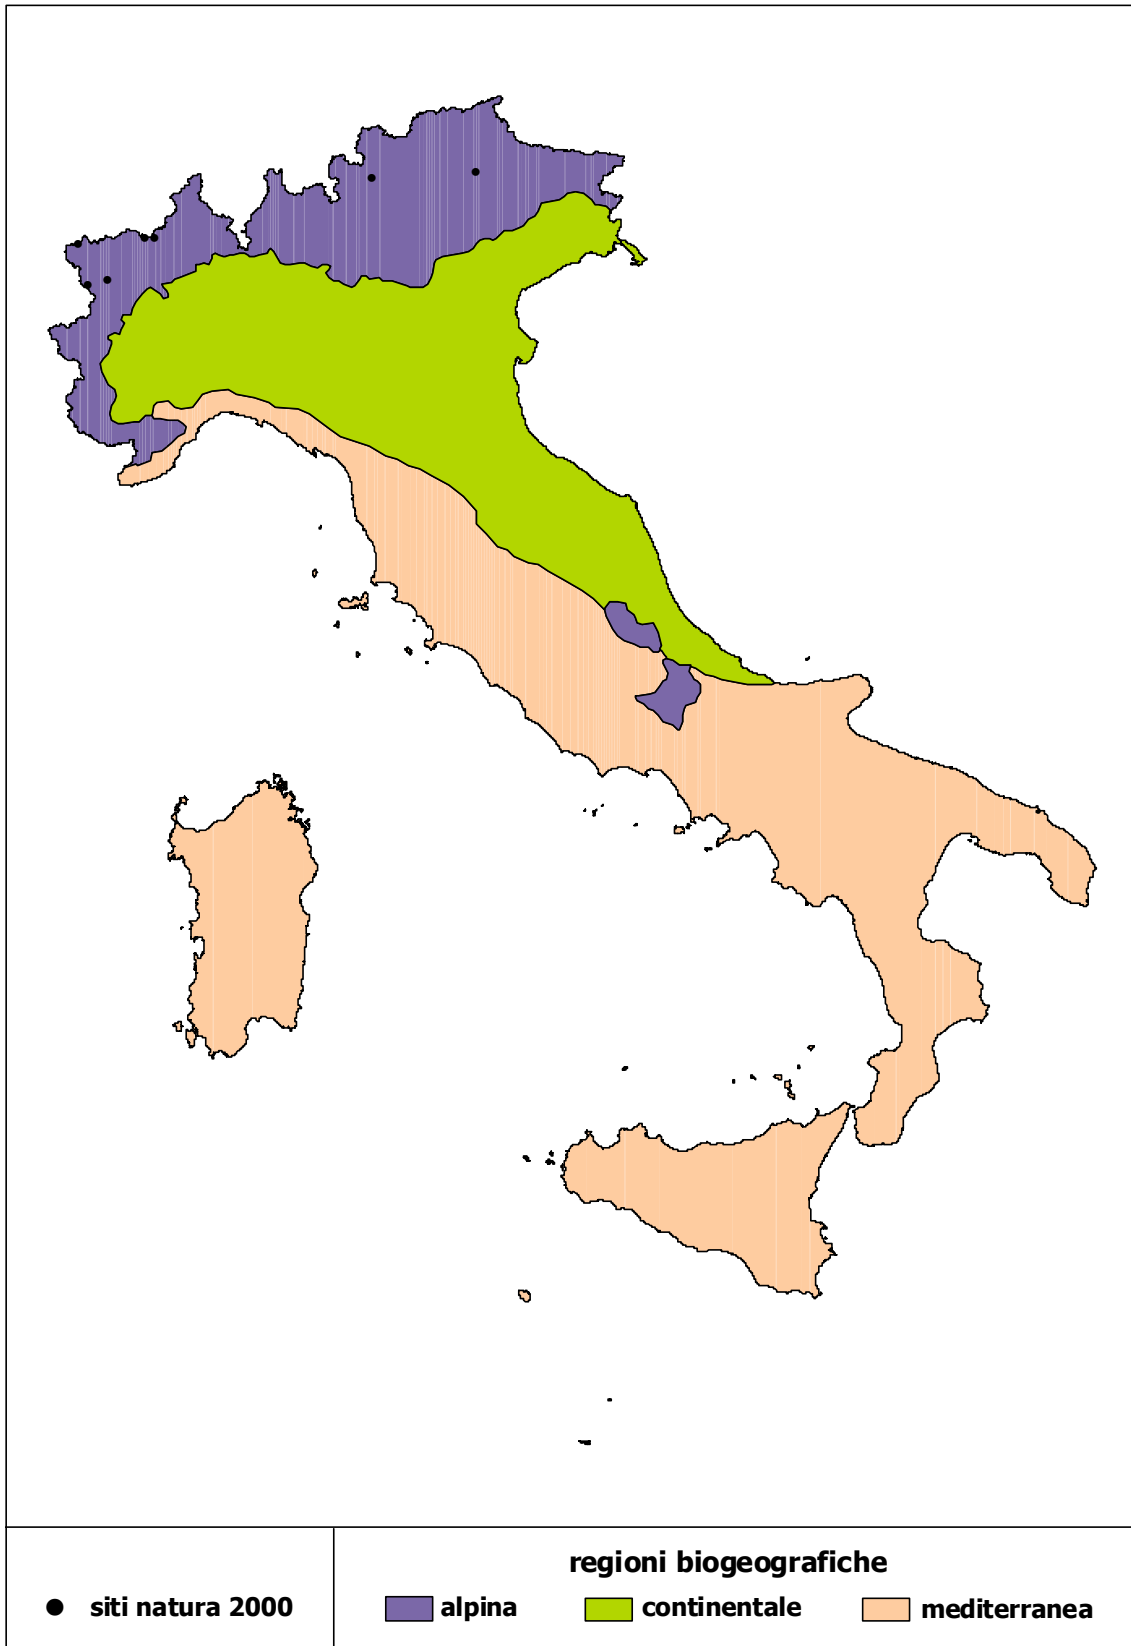 regioni biogeografiche
siti natura 2000
alpina
continentale
mediterranea